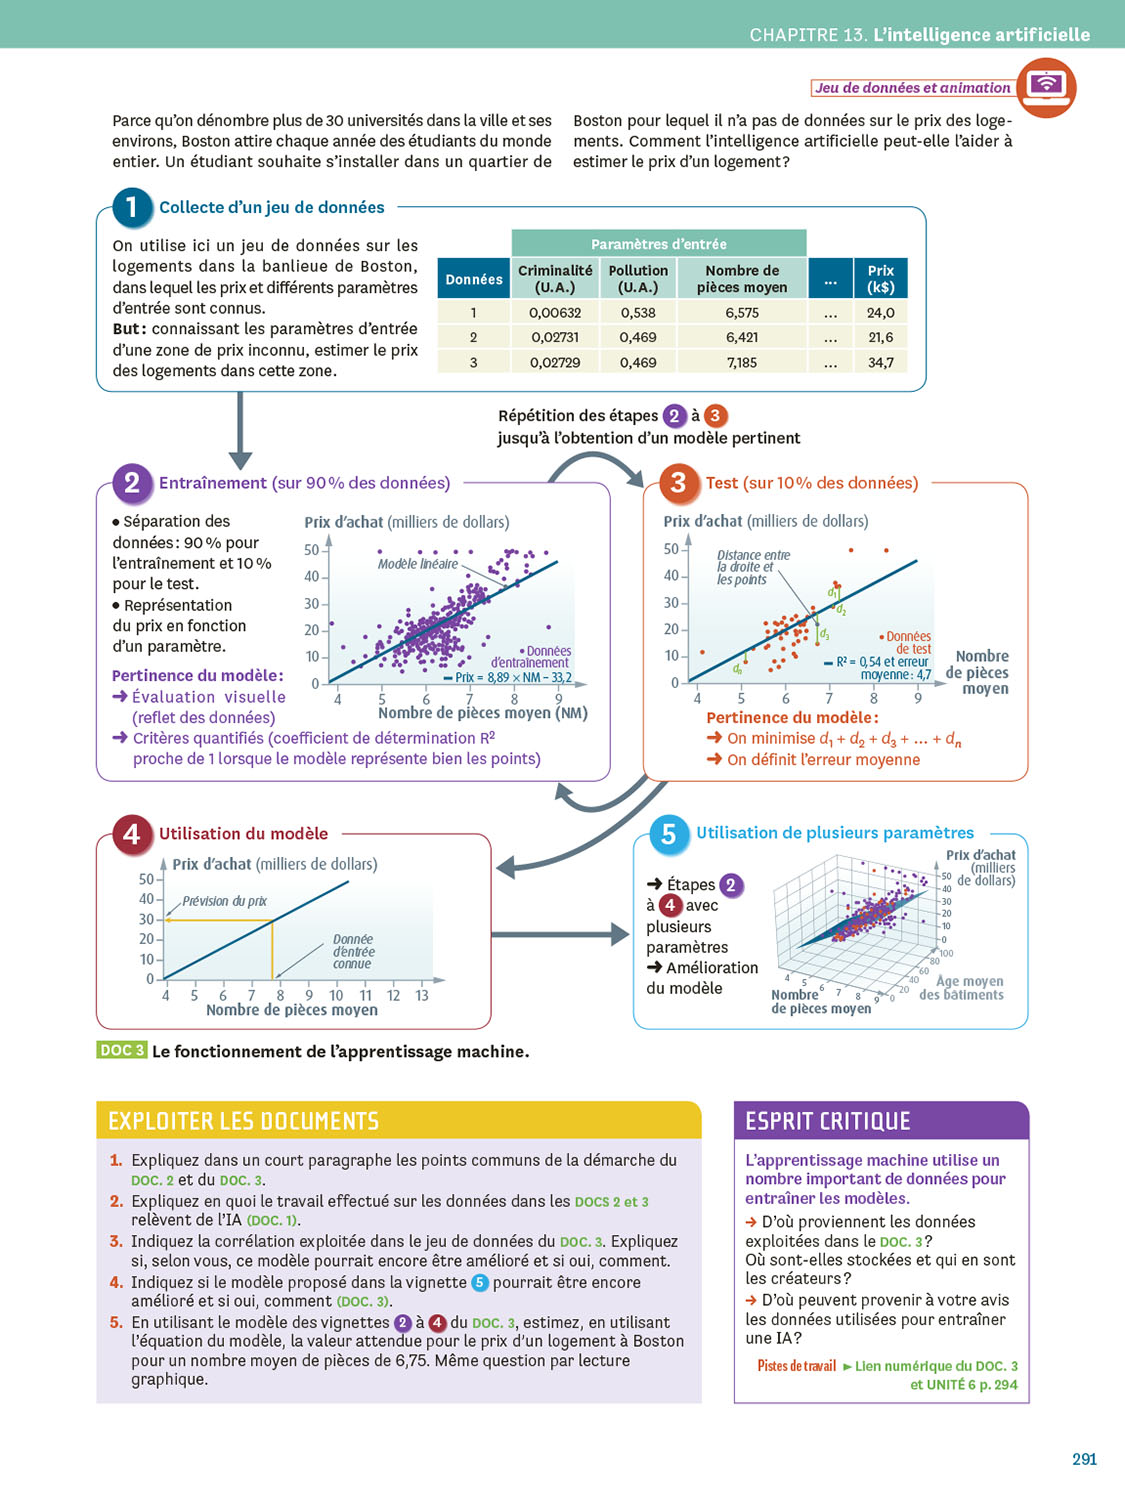 CHAPITRE 13. L'intelligence artificielle
Jeu de données et animation
Parce qu'on dénombre plus de 30 universités dans la ville et ses
environs, Boston attire chaque année des étudiants du monde
entier. Un étudiant souhaite s'installer dans un quartier de
Boston pour lequel il n'a pas de données sur le prix des loge-
ments. Comment l'intelligence artificielle peut-elle l'aider à
estimer le prix d'un logement ?
1 Collecte d'un jeu de données
On utilise ici un jeu de données sur les
logements dans la banlieue de Boston,
dans lequel les prix et différents paramètres
d'entrée sont connus.
But : connaissant les paramètres d'entrée
d'une zone de prix inconnu, estimer le prix
des logements dans cette zone.
Paramètres d'entrée
Données Criminalité (U.A.) Pollution (U.A.) Nombre de pièces moyen ... Prix (k$)
1 0,00632 0,538 6,575 ... 24,0
2 0,02731 0,469 6,421 ... 21,6
3 0,02729 0,469 7,185 ... 34,7
Répétition des étapes 2 à 3
jusqu'à l'obtention d'un modèle pertinent
2 Entraînement (sur 90 % des données)
• Séparation des
données : 90 % pour
l'entraînement et 10 %
pour le test.
• Représentation
du prix en fonction
d'un paramètre.
Pertinence du modèle :
➜ Évaluation visuelle
(reflet des données)
➜ Critères quantifiés (coefficient de détermination R²
proche de 1 lorsque le modèle représente bien les points)
Prix d'achat (milliers de dollars)
50
40
30
20
10
0
Modèle linéaire
• Données
d'entraînement
Prix = 8,89 × NM – 33,2
4 5 6 7 8 9
Nombre de pièces moyen (NM)
3 Test (sur 10 % des données)
Prix d'achat (milliers de dollars)
50
40
30
20
10
0
Distance entre
la droite et
les points
d1
d2
d3
dn
• Données
de test
R² = 0,54 et erreur
moyenne : 4,7
4 5 6 7 8 9
Nombre
de pièces
moyen
Pertinence du modèle :
➜ On minimise d1 + d2 + d3 + ... + dn
➜ On définit l'erreur moyenne
4 Utilisation du modèle
Prix d'achat (milliers de dollars)
50
40
30
20
10
0
Prévision du prix
Donnée
d'entrée
connue
4 5 6 7 8 9 10 11 12 13
Nombre de pièces moyen
5 Utilisation de plusieurs paramètres
➜ Étapes 2
à 4 avec
plusieurs
paramètres
➜ Amélioration
du modèle
Prix d'achat
(milliers
de dollars)
50
40
30
20
10
0
100
80
60
40
20
0
Âge moyen
des bâtiments
4 5 6 7 8 9
Nombre
de pièces moyen
DOC 3 Le fonctionnement de l'apprentissage machine.
EXPLOITER LES DOCUMENTS
1. Expliquez dans un court paragraphe les points communs de la démarche du
DOC. 2 et du DOC. 3.
2. Expliquez en quoi le travail effectué sur les données dans les DOCS 2 et 3
relèvent de l'IA (DOC. 1).
3. Indiquez la corrélation exploitée dans le jeu de données du DOC. 3. Expliquez
si, selon vous, ce modèle pourrait encore être amélioré et si oui, comment.
4. Indiquez si le modèle proposé dans la vignette 5 pourrait être encore
amélioré et si oui, comment (DOC. 3).
5. En utilisant le modèle des vignettes 2 à 4 du DOC. 3, estimez, en utilisant
l'équation du modèle, la valeur attendue pour le prix d'un logement à Boston
pour un nombre moyen de pièces de 6,75. Même question par lecture
graphique.
ESPRIT CRITIQUE
L'apprentissage machine utilise un
nombre important de données pour
entraîner les modèles.
→ D'où proviennent les données
exploitées dans le DOC. 3 ?
Où sont-elles stockées et qui en sont
les créateurs ?
→ D'où peuvent provenir à votre avis
les données utilisées pour entraîner
une IA ?
Pistes de travail ► Lien numérique du DOC. 3
et UNITÉ 6 p. 294
291